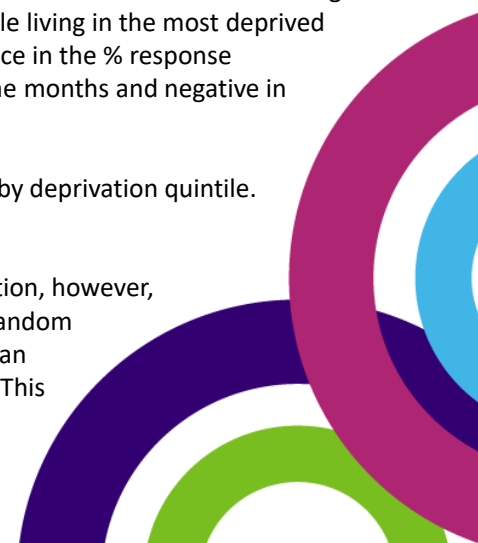 le living in the most deprived
ce in the % response
e months and negative in
by deprivation quintile.
tion, however,
andom
an
This